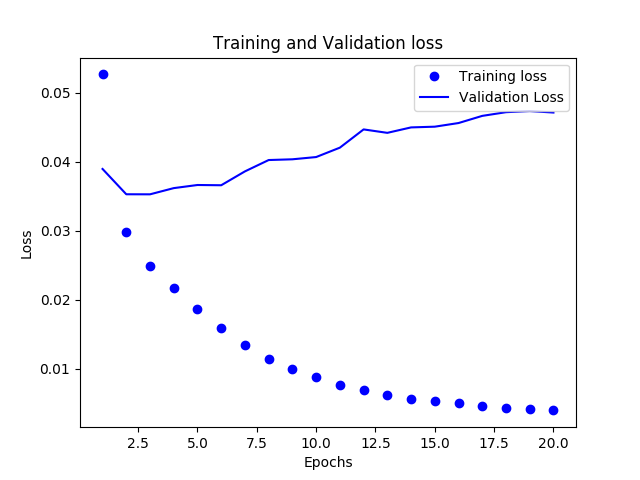 Training and Validation loss
Training loss
Validation Loss
0.05
0.04
0.03
0.02
0.01
Loss
2.5 5.0 7.5 10.0 12.5 15.0 17.5 20.0
Epochs